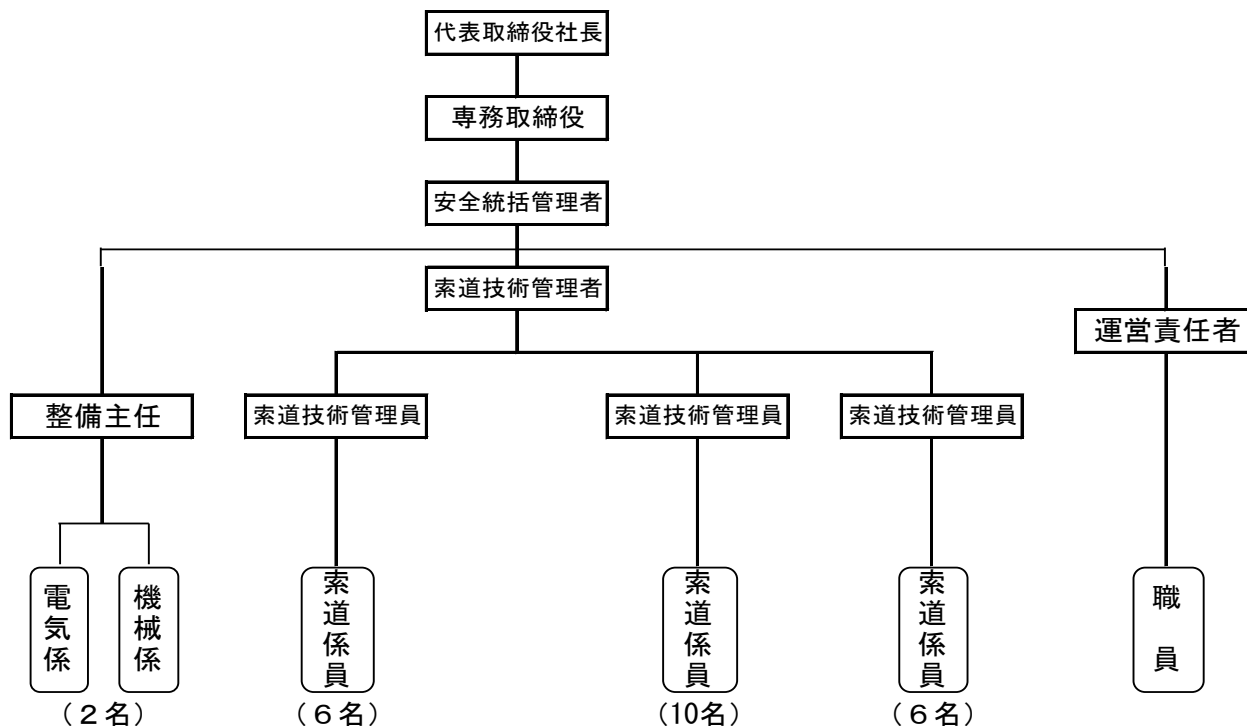 代表取締役社長
専務取締役
安全統括管理者
索道技術管理者
運営責任者
整備主任
索道技術管理員
索道技術管理員
索道技術管理員
電気係
機械係
索道係員
索道係員
索道係員
職員
（２名）
（６名）
（10名）
（６名）